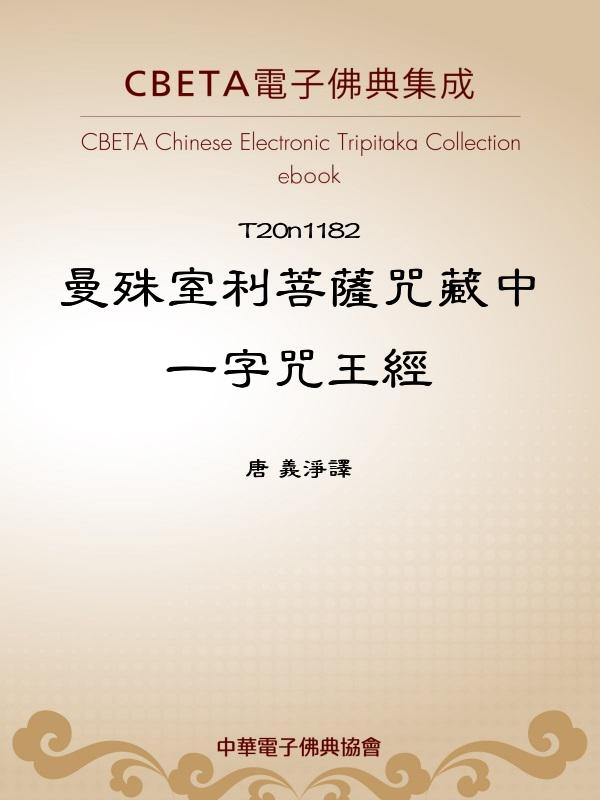 CBETA電子佛典集成
CBETA Chinese Electronic Tripitaka Collection
ebook
T20n1182
曼殊室利菩薩咒藏中
一字咒王經
唐 義淨譯
中華電子佛典協會